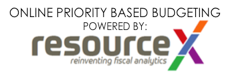 ONLINE PRIORITY BASED BUDGETING
POWERED BY:
resourceX
reinventing fiscal analytics